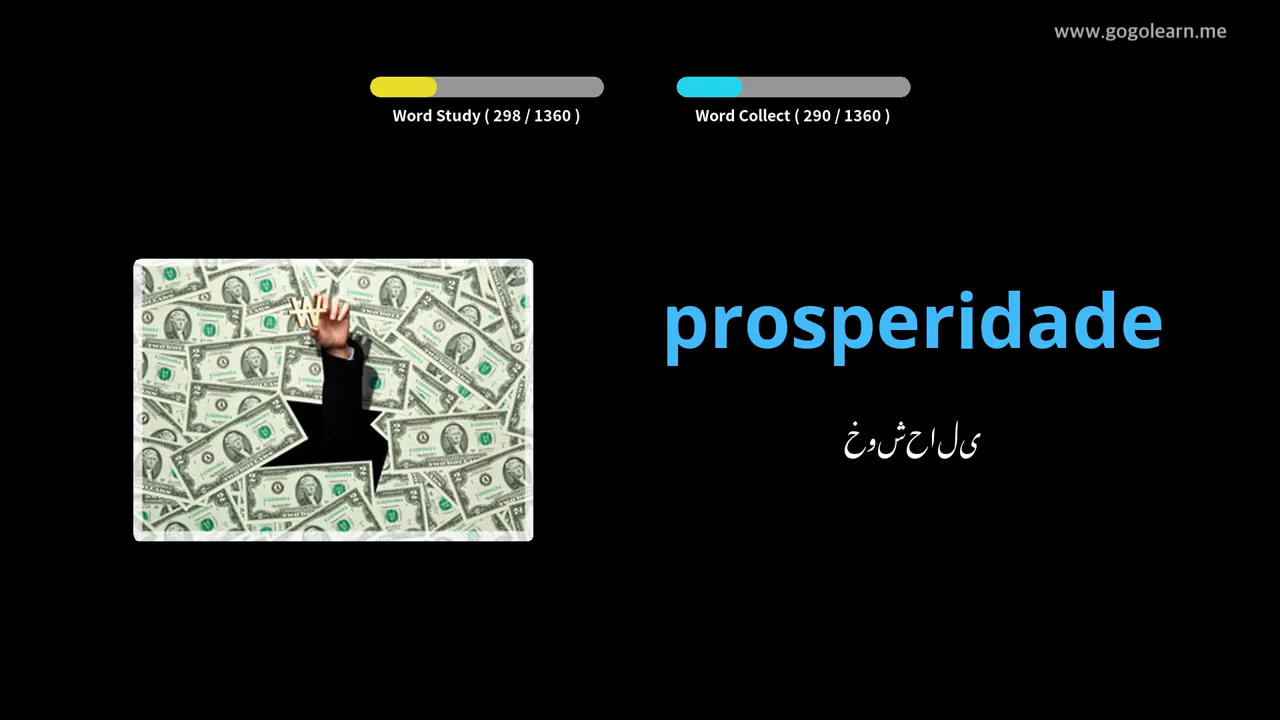 www.gogolearn.me
Word Study ( 298 / 1360 )
Word Collect ( 290 / 1360 )
prosperidade
خوشحالی